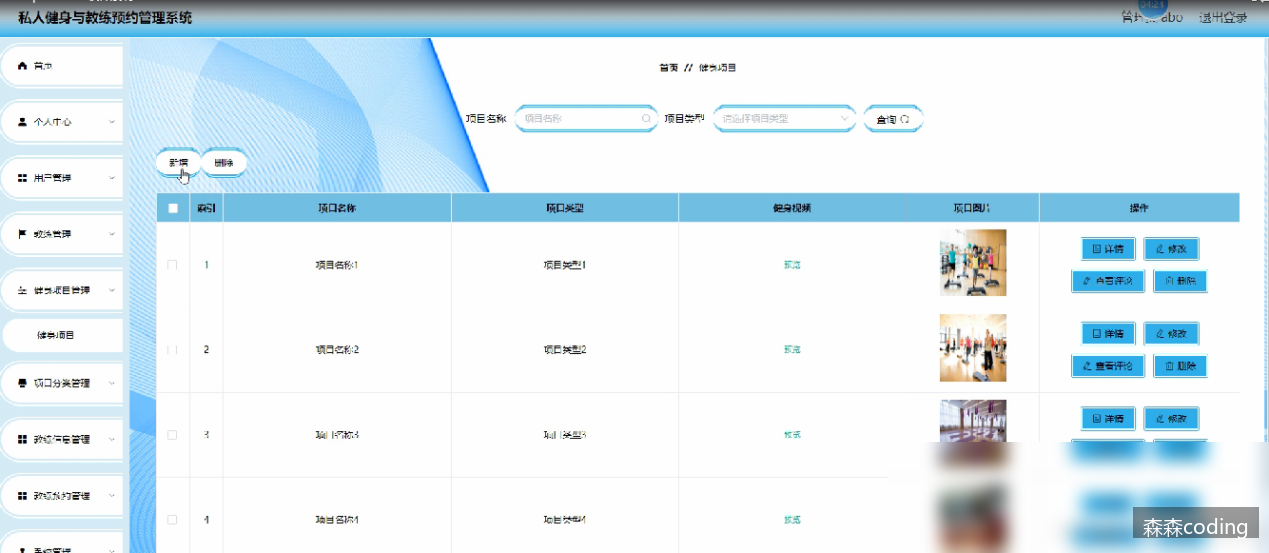 私人健身与教练预约管理系统
04:24
abo 退出登录
首页
个人中心
用户管理
教练管理
健身项目管理
健身项目
项目分类管理
教练信息管理
教练预约管理
系统管理
首页 // 健身项目
项目名称 项目名称 项目类型 请选择项目类型 查询
新增 删除
索引 项目名称 项目类型 健身视频 项目图片 操作
1 项目名称1 项目类型1 预览 详情 修改
查看评论 删除
2 项目名称2 项目类型2 预览 详情 修改
查看评论 删除
3 项目名称3 项目类型3 预览 详情 修改
4 项目名称4 项目类型4 预览
森森coding